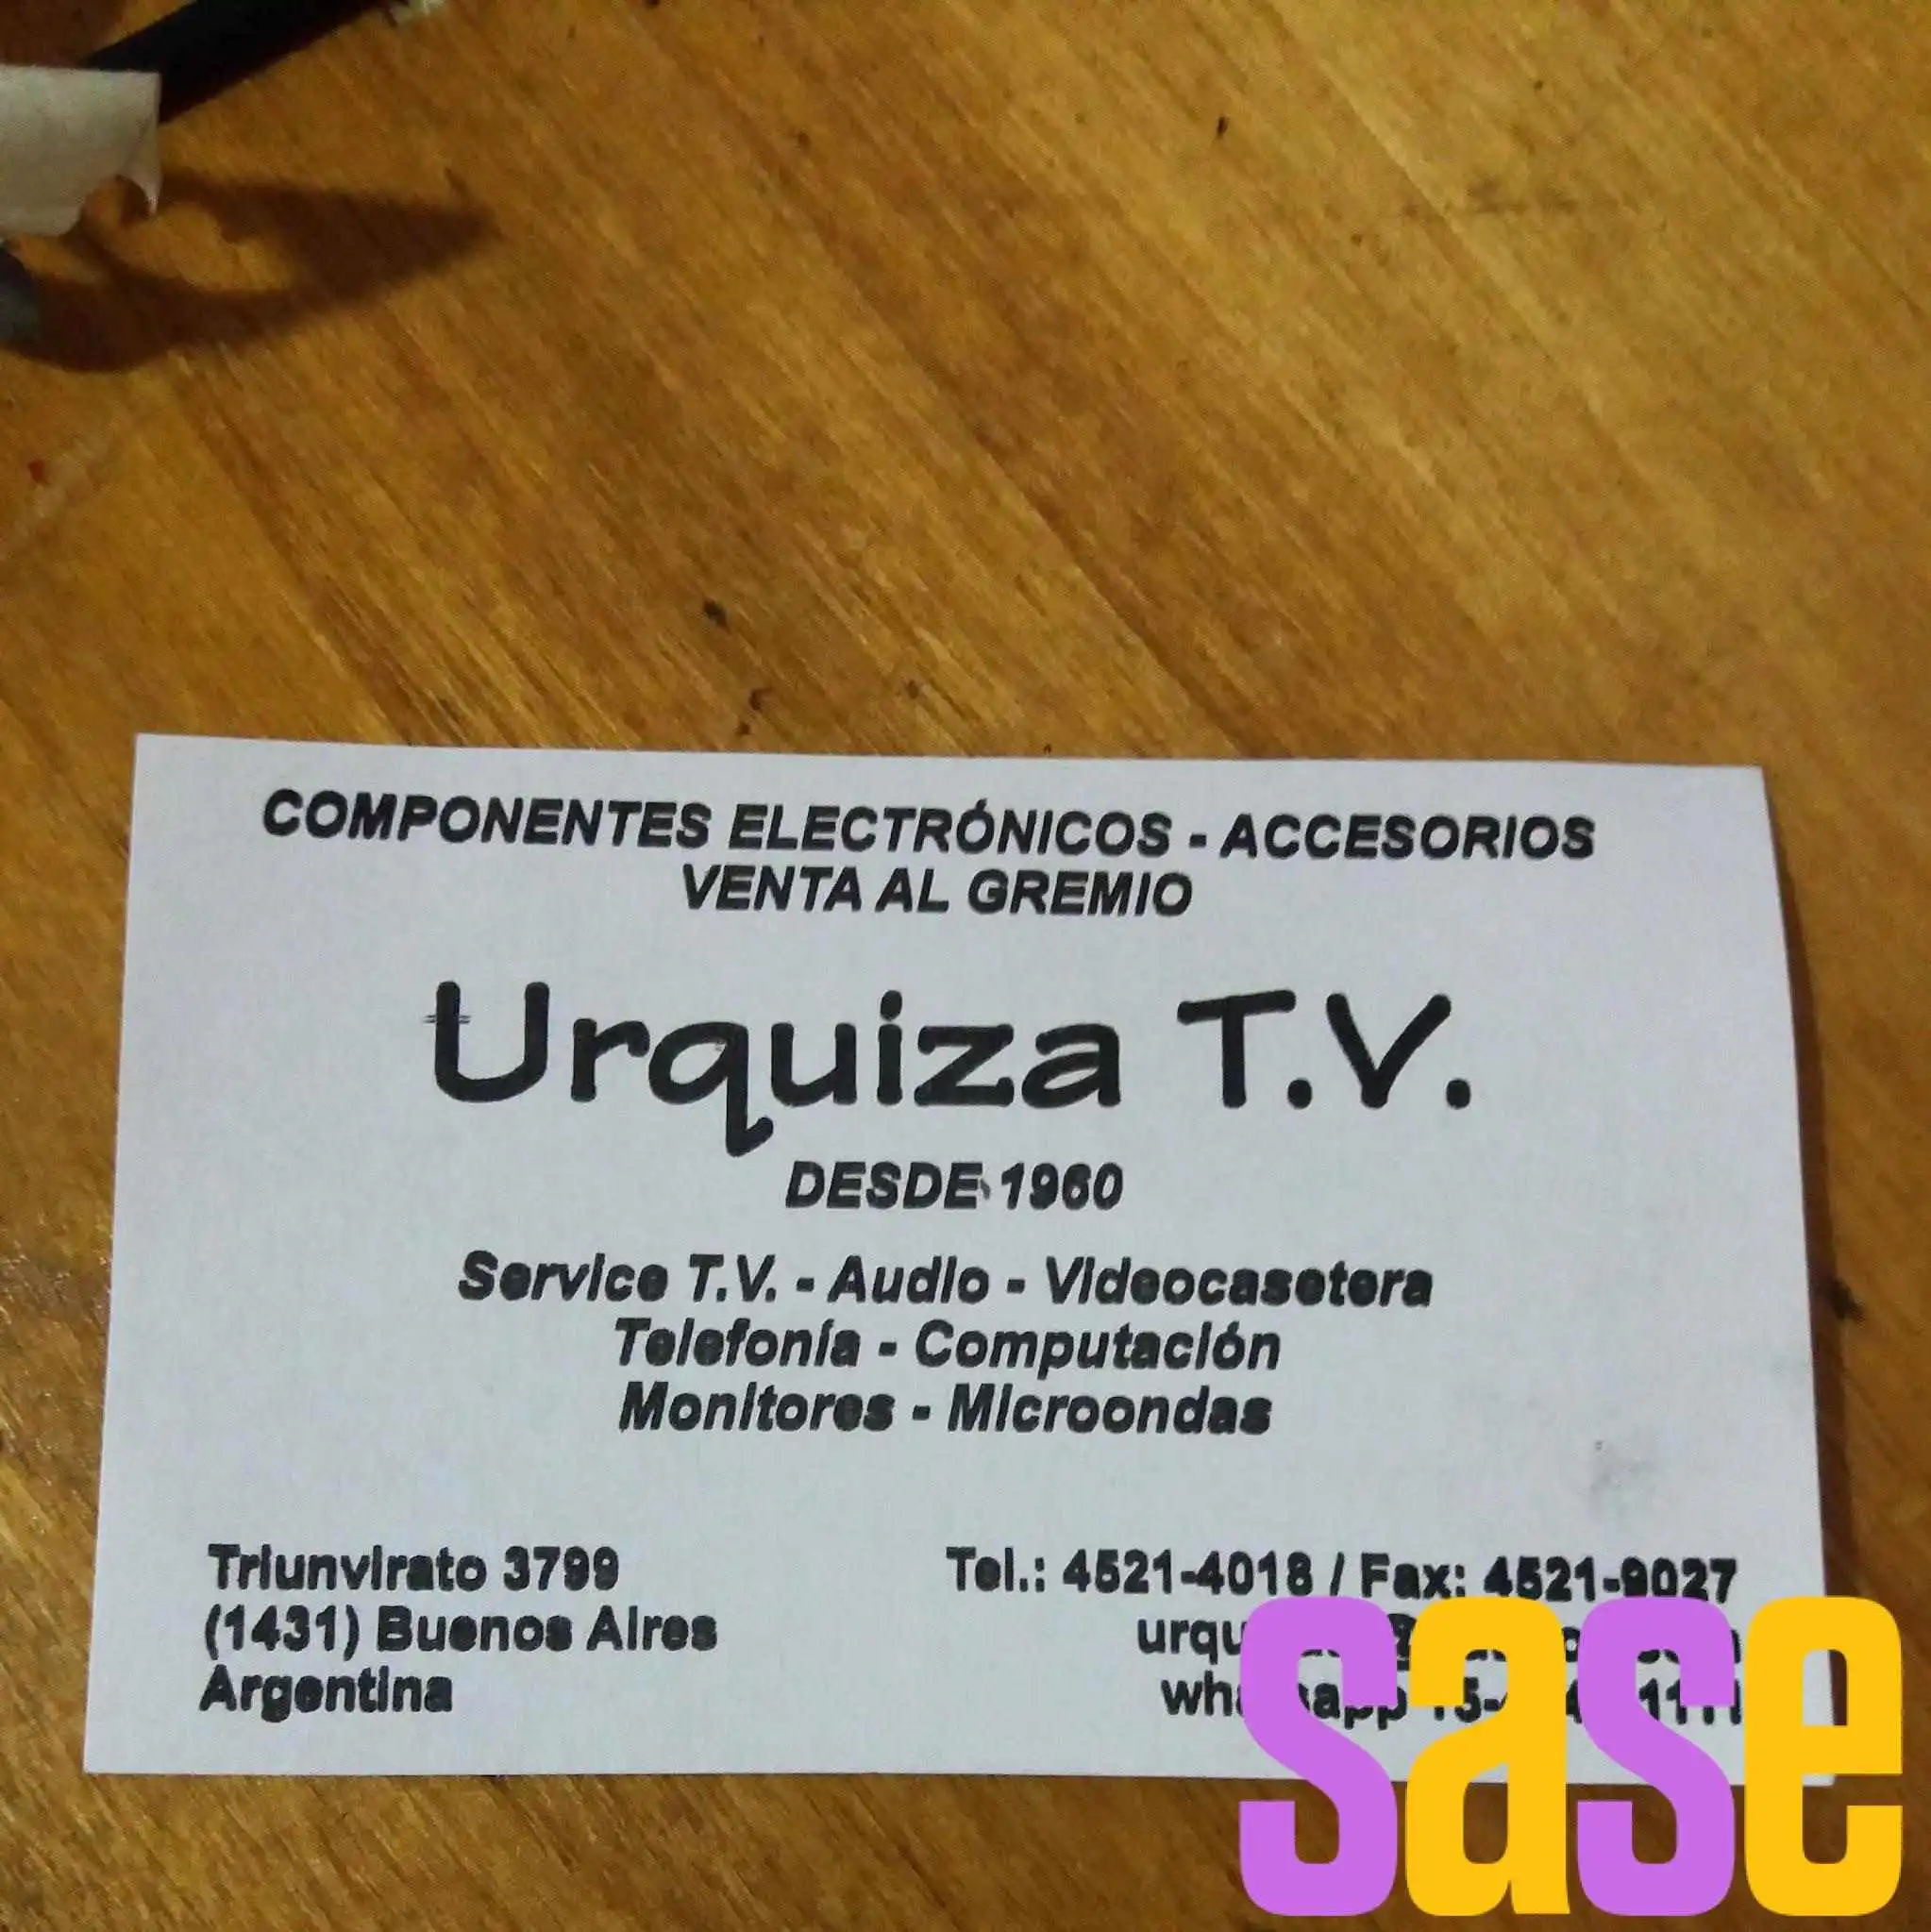 COMPONENTES ELECTRÓNICOS - ACCESORIOS
VENTA AL GREMIO
Urquiza T.V.
DESDE 1960
Service T.V. - Audio - Videocasetera
Telefonía - Computación
Monitores - Microondas
Triunvirato 3799
(1431) Buenos Aires
Argentina
Tel.: 4521-4018 / Fax: 4521-9027
whatsapp
sase